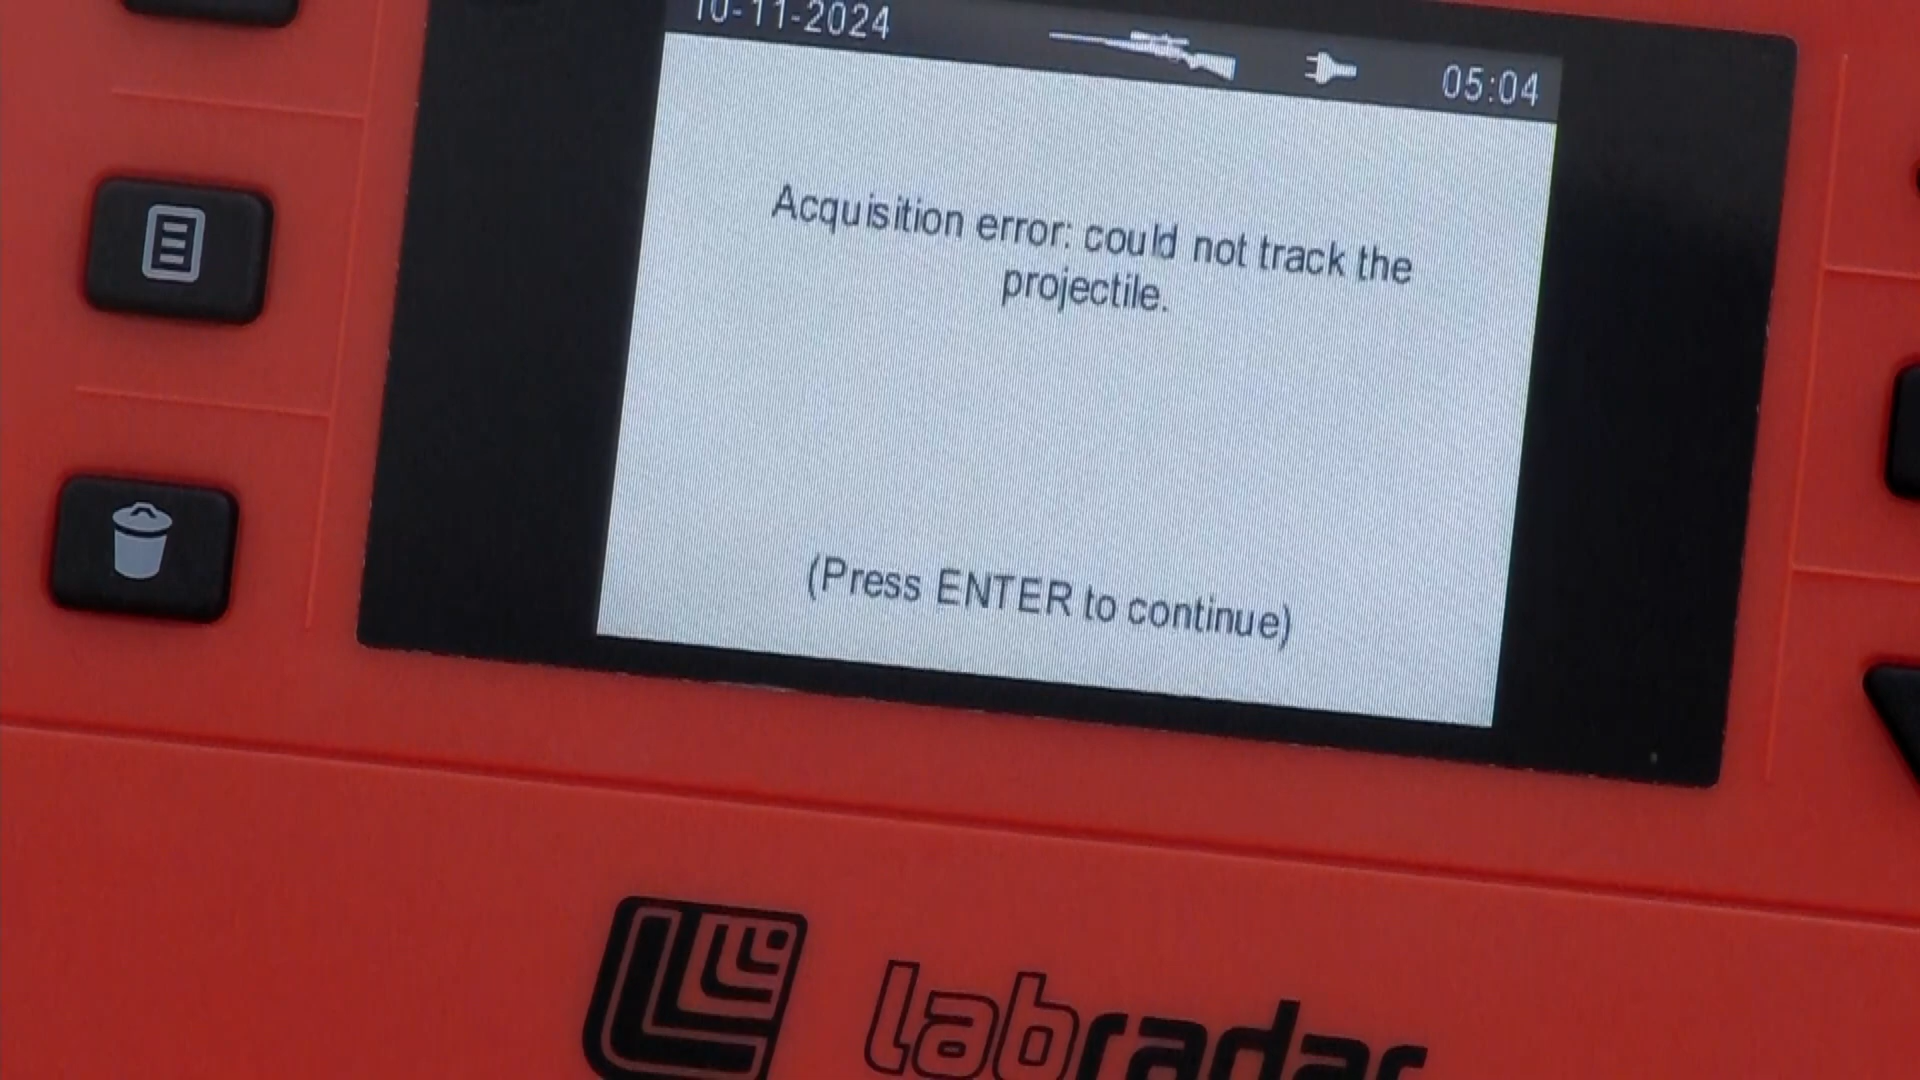 10-11-2024
05:04
Acquisition error: could not track the
projectile.
(Press ENTER to continue)
labradar